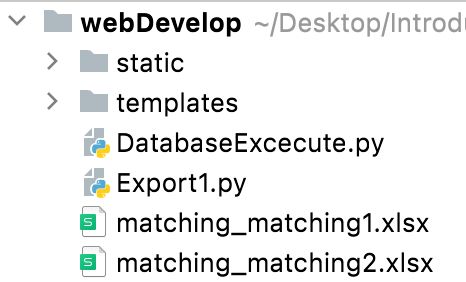 webDevelop ~/Desktop/Introdu
static
templates
DatabaseExcecute.py
Export1.py
matching_matching1.xlsx
matching_matching2.xlsx